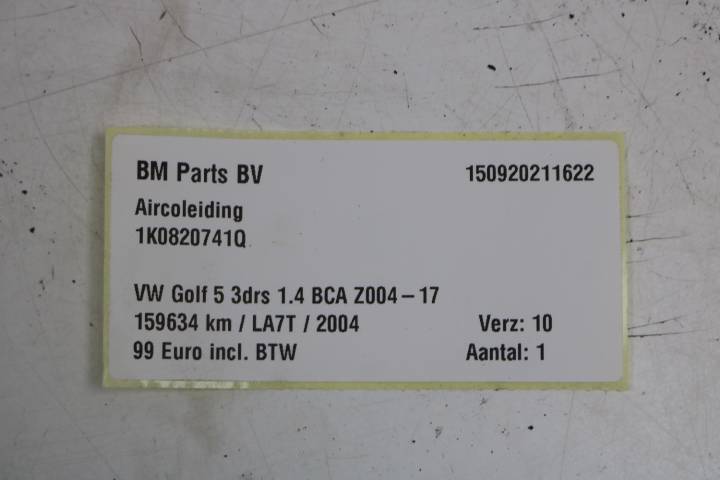 BM Parts BV 150920211622
Aircoleiding
1K0820741Q
VW Golf 5 3drs 1.4 BCA Z004-17
159634 km / LA7T / 2004 Verz: 10
99 Euro incl. BTW Aantal: 1